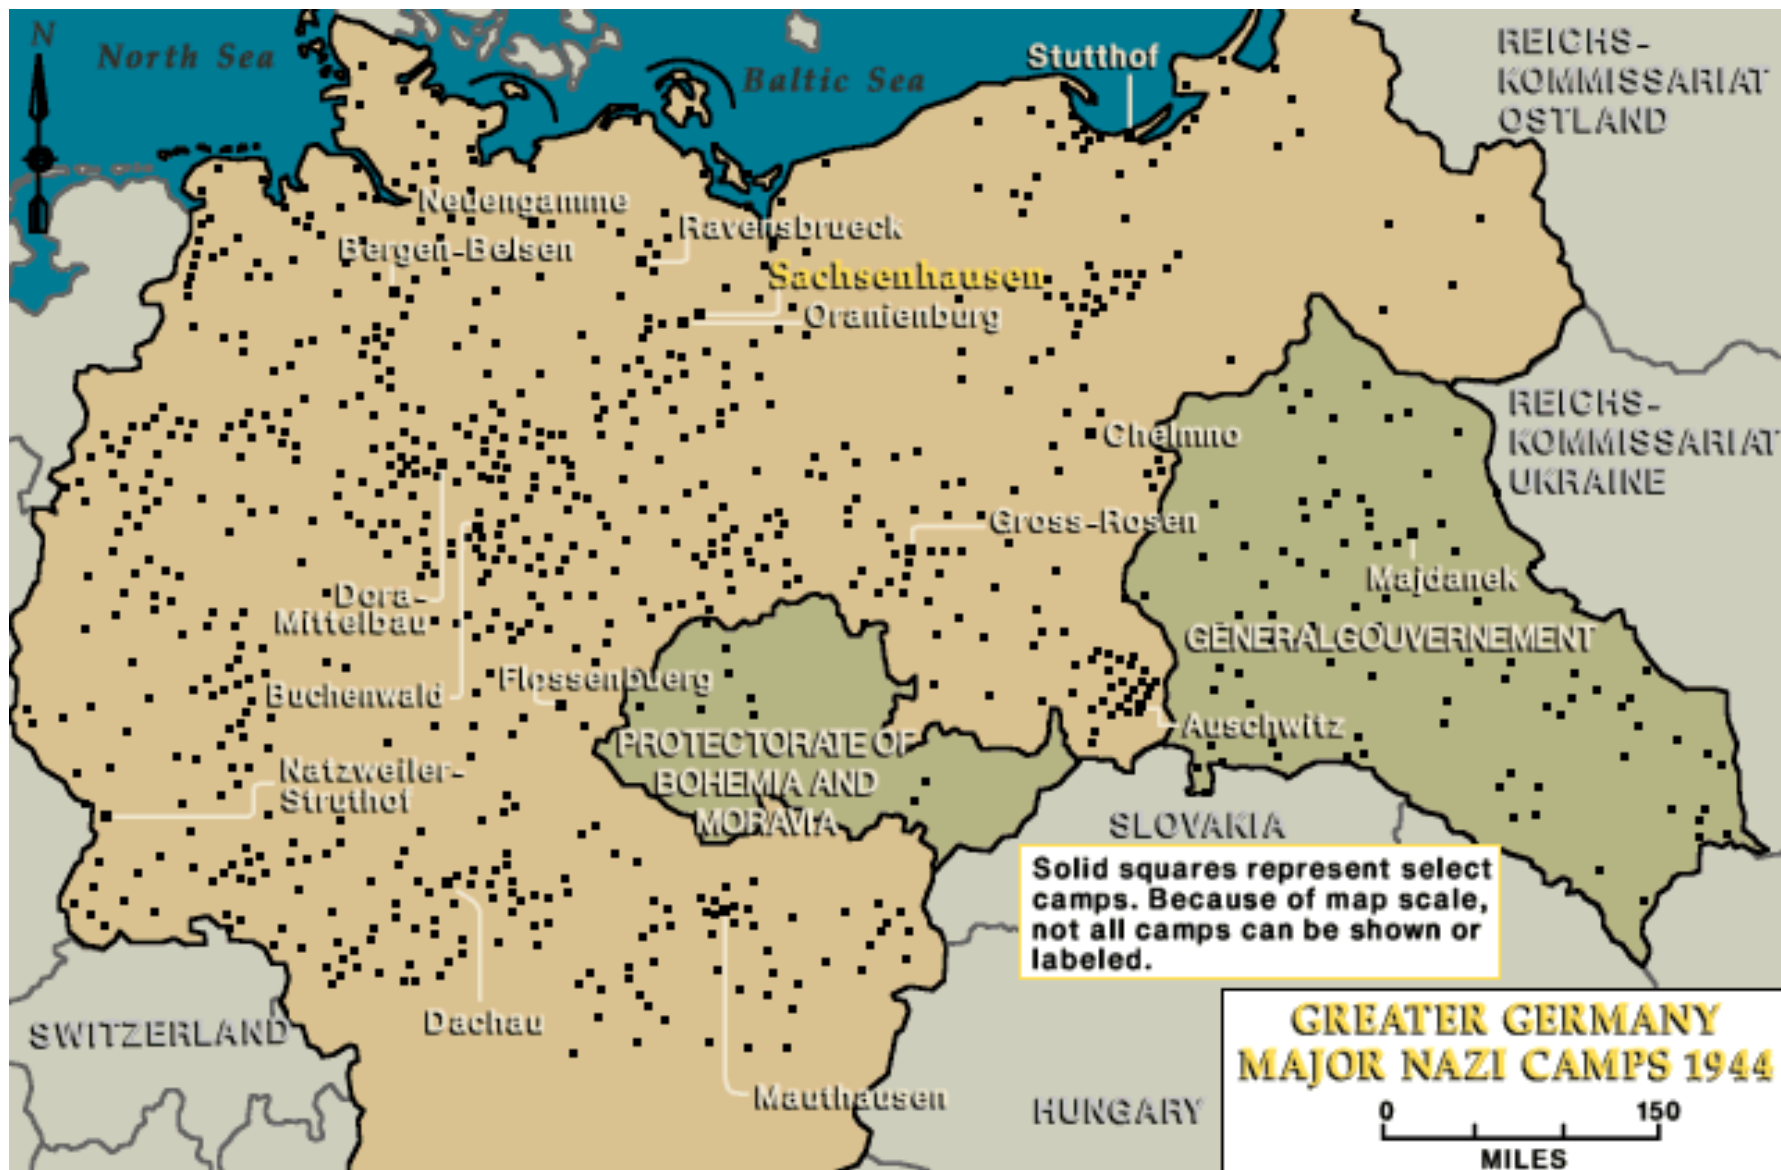 N
North Sea
Baltic Sea
Stutthof
REICHS-
KOMMISSARIAT
OSTLAND
Neuengamme
Ravensbrueck
Bergen-Belsen
Sachsenhausen
Oranienburg
REICHS-
KOMMISSARIAT
UKRAINE
Chelmno
Gross-Rosen
Majdanek
Dora-
Mittelbau
GENERALGOUVERNEMENT
Buchenwald
Flossenbuerg
Auschwitz
PROTECTORATE OF
BOHEMIA AND
MORAVIA
Natzweiler-
Struthof
SLOVAKIA
Solid squares represent select
camps. Because of map scale,
not all camps can be shown or
labeled.
SWITZERLAND
Dachau
Mauthausen
HUNGARY
GREATER GERMANY
MAJOR NAZI CAMPS 1944
0 150
MILES